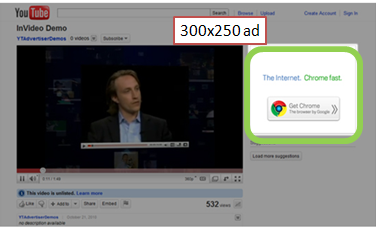 YouTube
Search
Browse
Upload
Create Account
Sign In
InVideo Demo
YTAdvertiserDemos
0 videos
Subscribe
300x250 ad
The Internet. Chrome fast.
Get Chrome
The browser by Google
Load more suggestions
This video is unlisted. Learn more
Like
Add to
Share
Embed
532 views
YTAdvertiserDemos
no description available